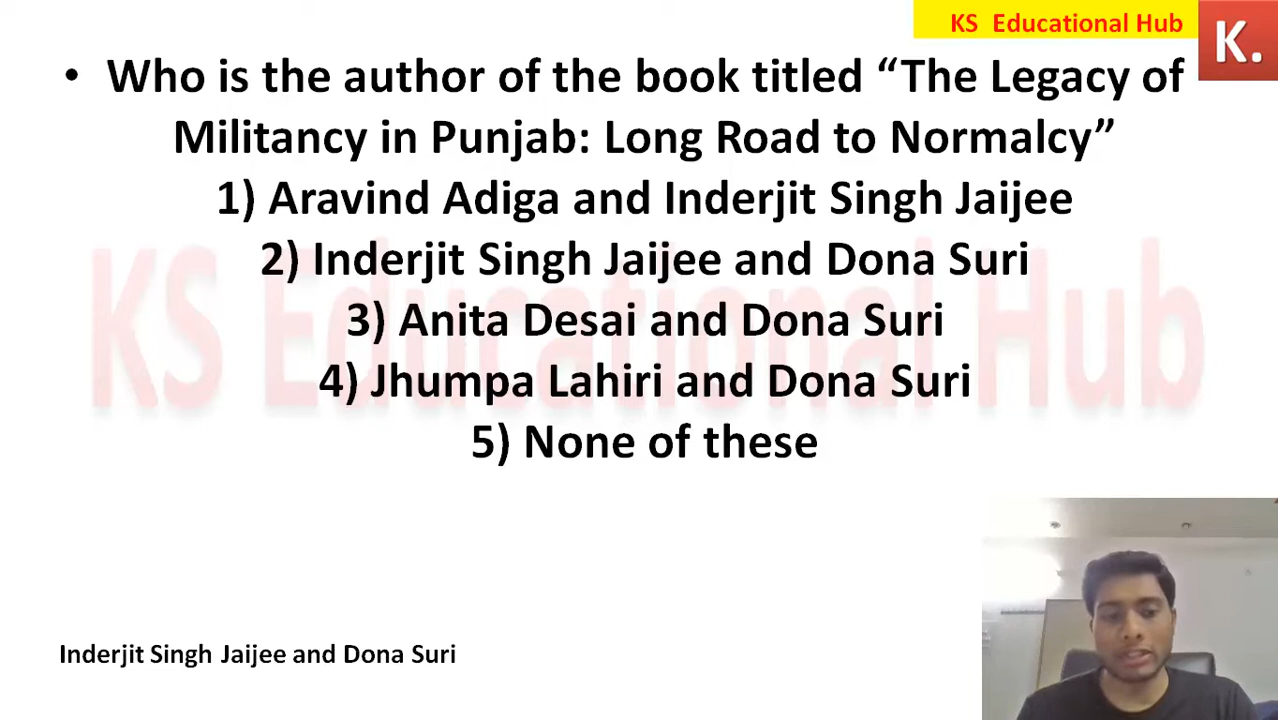 KS Educational Hub
K.
• Who is the author of the book titled “The Legacy of
Militancy in Punjab: Long Road to Normalcy”
1) Aravind Adiga and Inderjit Singh Jaijee
2) Inderjit Singh Jaijee and Dona Suri
3) Anita Desai and Dona Suri
4) Jhumpa Lahiri and Dona Suri
5) None of these
KS Educational Hub
Inderjit Singh Jaijee and Dona Suri